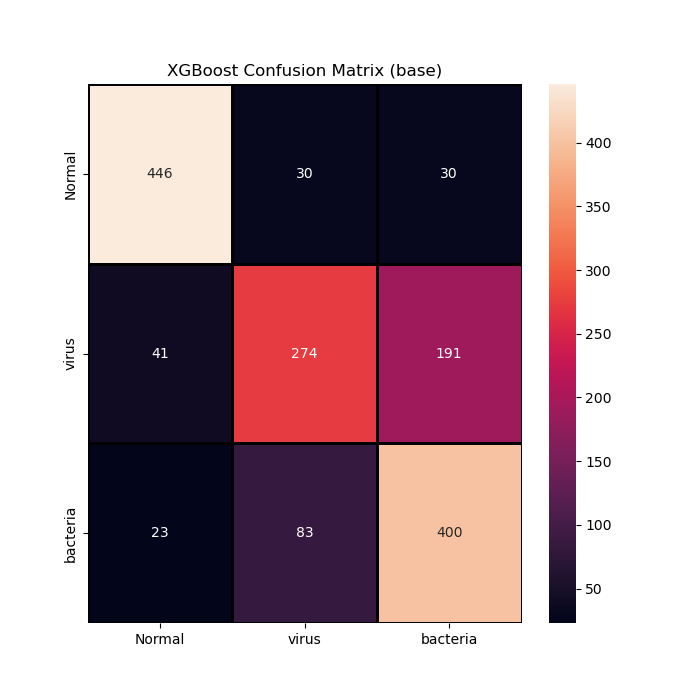 XGBoost Confusion Matrix (base)
Normal
446
30
30
virus
41
274
191
bacteria
23
83
400
Normal
virus
bacteria
400
350
300
250
200
150
100
50